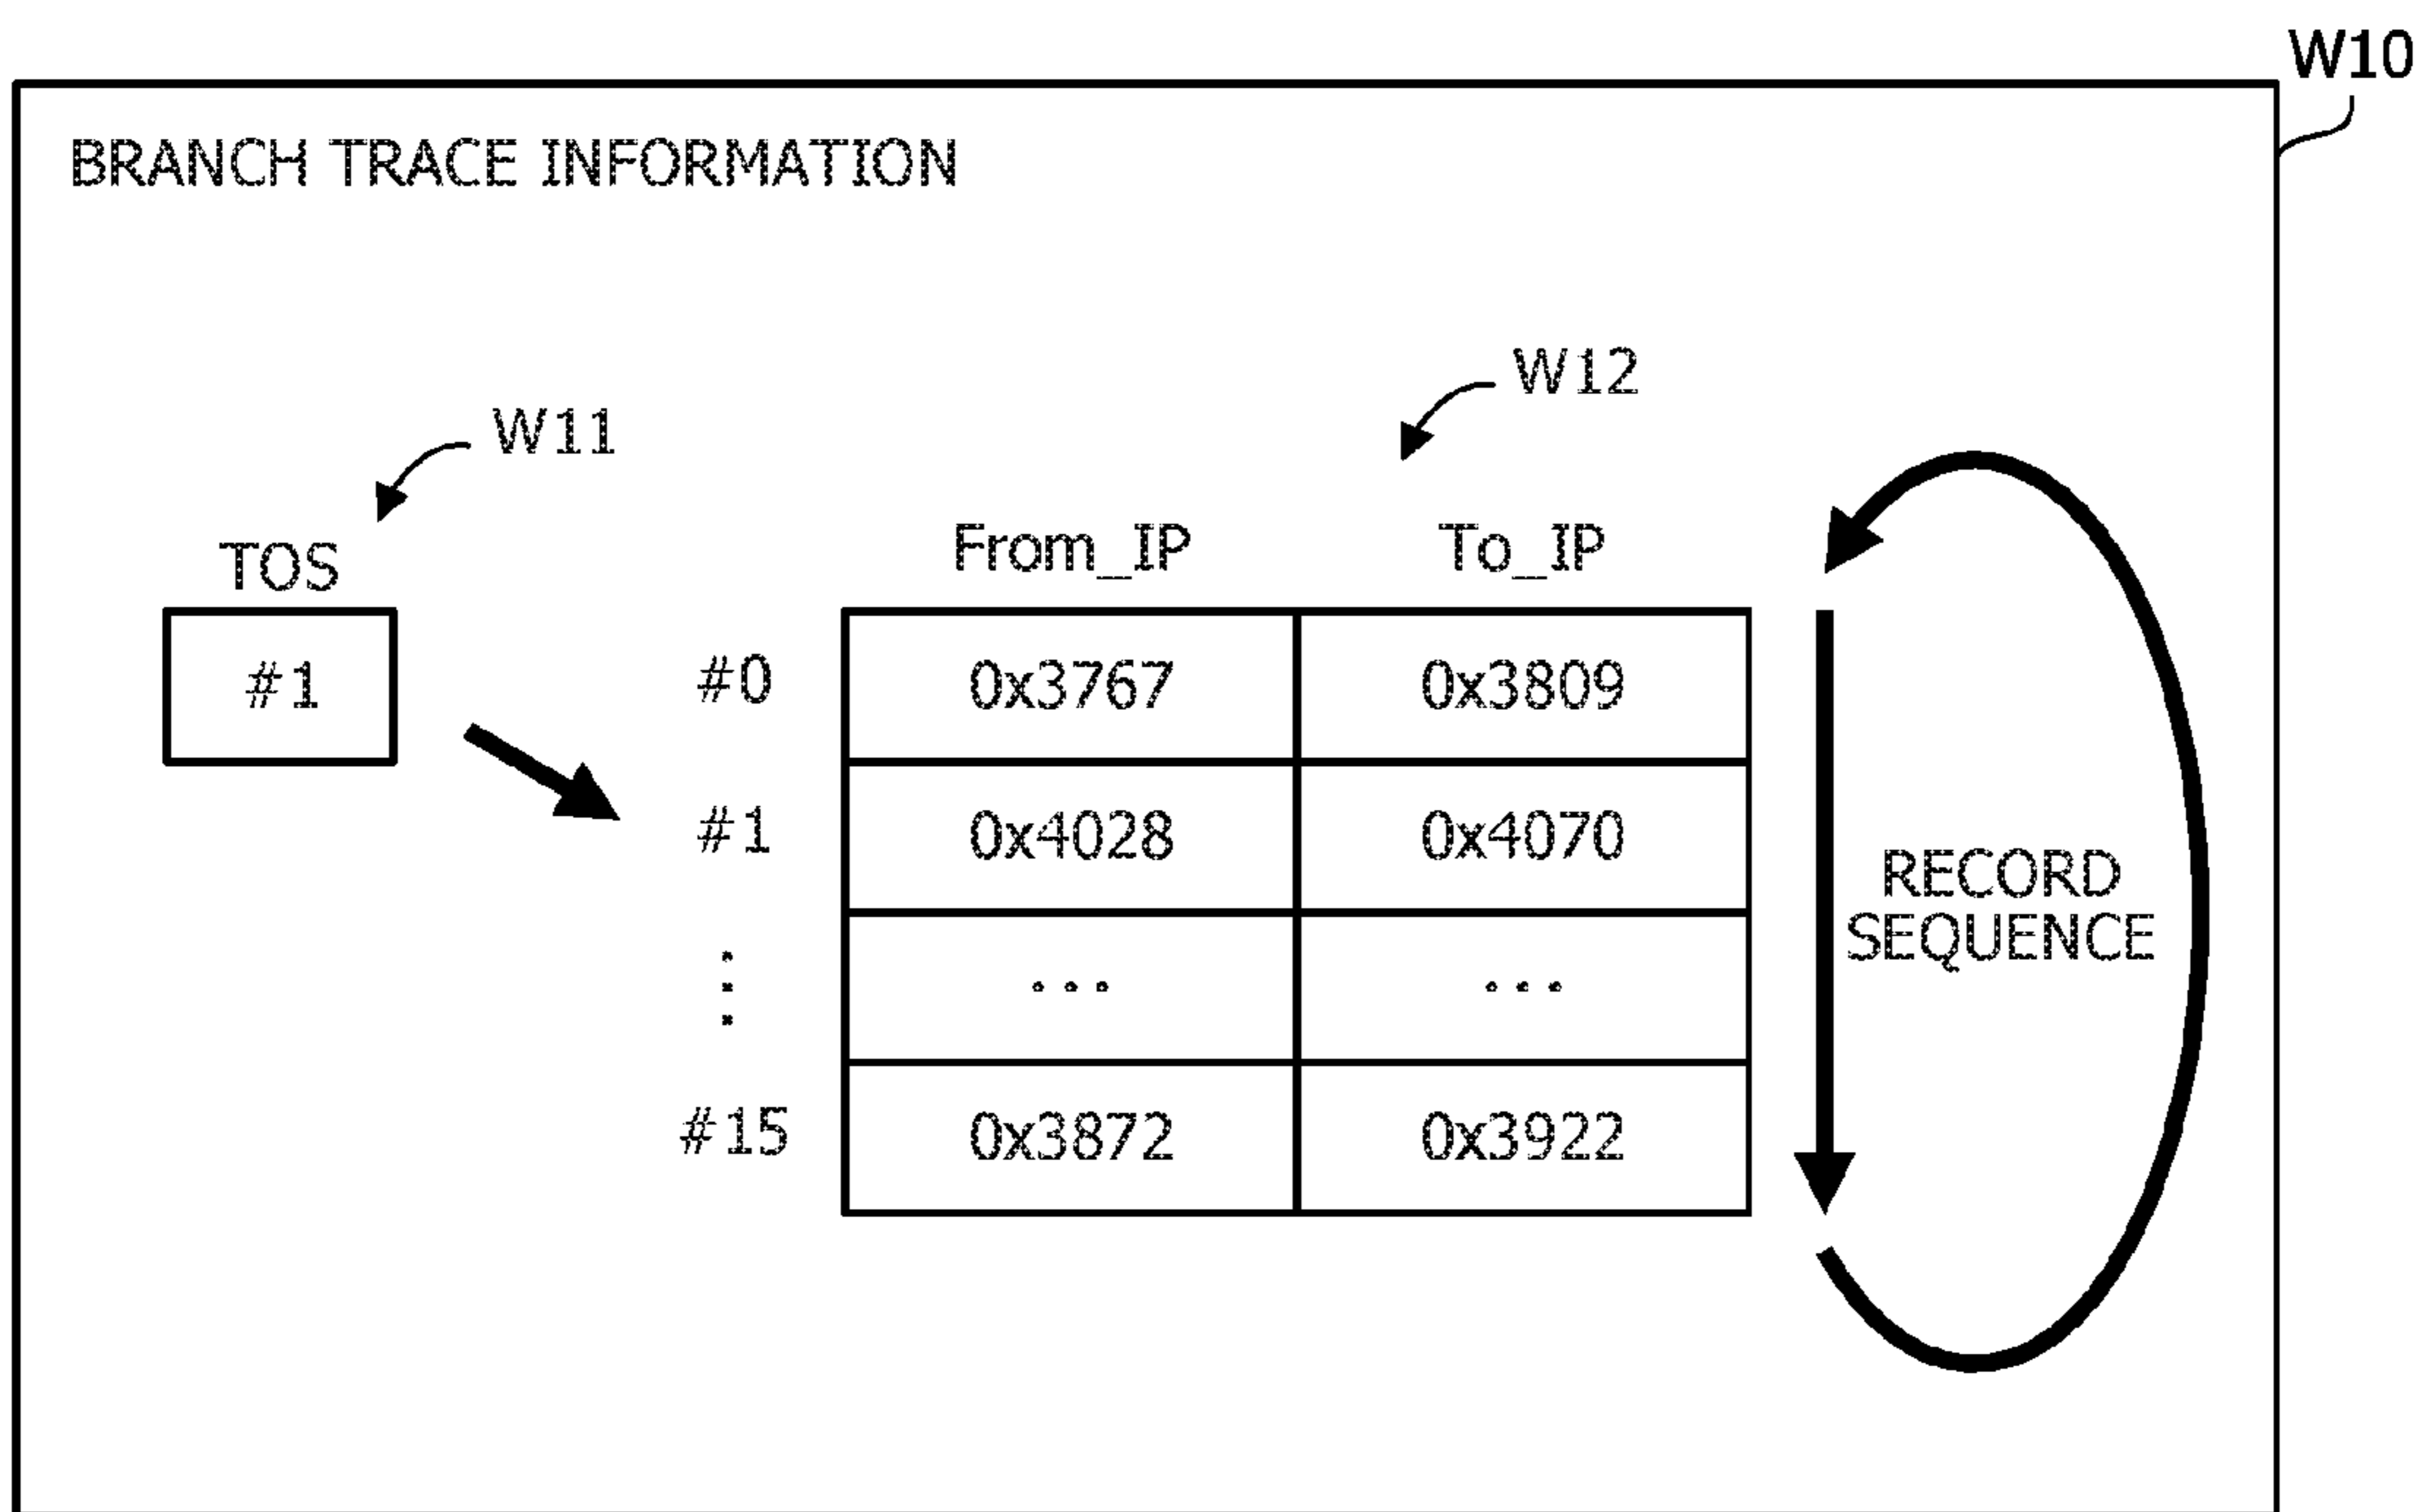 W10
BRANCH TRACE INFORMATION
W12
W11
TOS
#1
From_IP To_IP
#0 0x3767 0x3809
#1 0x4028 0x4070
⋮ ... ...
#15 0x3872 0x3922
RECORD
SEQUENCE